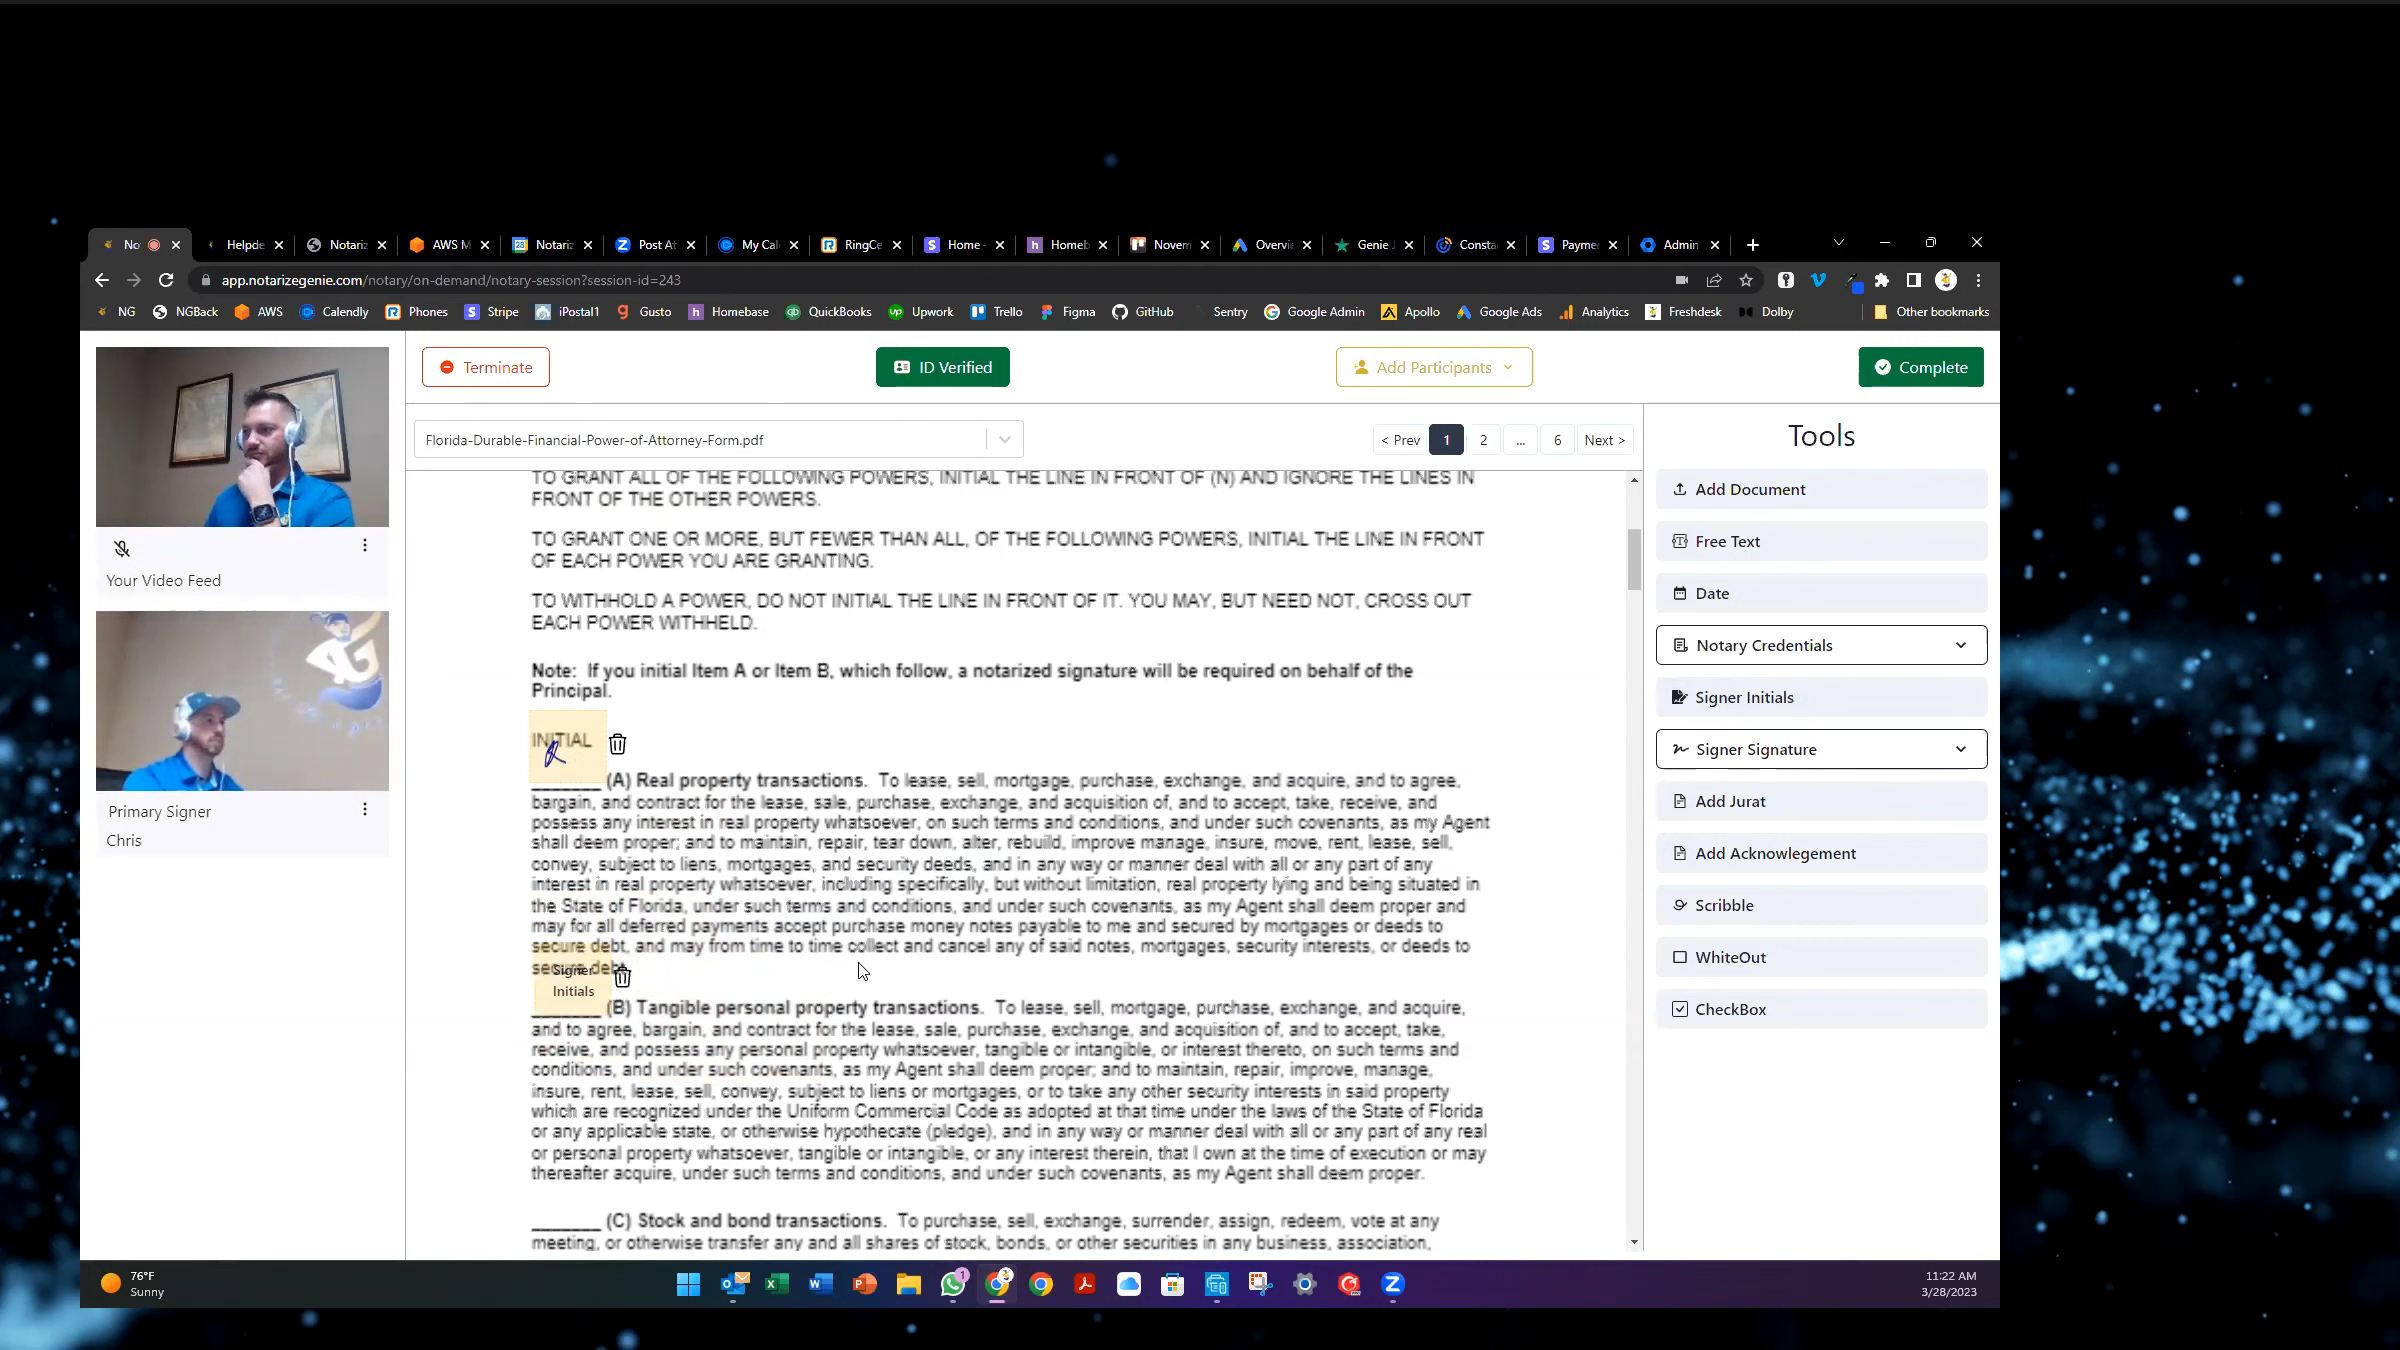 No
Helpde
Notariz
AWS M
Notariz
Post At
My Cal
RingCe
Home -
Homeb
Novem
Overvie
Genie J
Consta
Paymen
Admin
app.notarizegenie.com/notary/on-demand/notary-session?session-id=243
NG
NGBack
AWS
Calendly
Phones
Stripe
iPostal1
Gusto
Homebase
QuickBooks
Upwork
Trello
Figma
GitHub
Sentry
Google Admin
Apollo
Google Ads
Analytics
Freshdesk
Dolby
Other bookmarks
Terminate
ID Verified
Add Participants
Complete
Your Video Feed
Primary Signer
Chris
Florida-Durable-Financial-Power-of-Attorney-Form.pdf
< Prev 1 2 ... 6 Next >
TO GRANT ALL OF THE FOLLOWING POWERS, INITIAL THE LINE IN FRONT OF (N) AND IGNORE THE LINES IN
FRONT OF THE OTHER POWERS.
TO GRANT ONE OR MORE, BUT FEWER THAN ALL, OF THE FOLLOWING POWERS, INITIAL THE LINE IN FRONT
OF EACH POWER YOU ARE GRANTING.
TO WITHHOLD A POWER, DO NOT INITIAL THE LINE IN FRONT OF IT. YOU MAY, BUT NEED NOT, CROSS OUT
EACH POWER WITHHELD.
Note: If you initial Item A or Item B, which follow, a notarized signature will be required on behalf of the
Principal.
INITIAL
_______ (A) Real property transactions. To lease, sell, mortgage, purchase, exchange, and acquire, and to agree,
bargain, and contract for the lease, sale, purchase, exchange, and acquisition of, and to accept, take, receive, and
possess any interest in real property whatsoever, on such terms and conditions, and under such covenants, as my Agent
shall deem proper; and to maintain, repair, tear down, alter, rebuild, improve manage, insure, move, rent, lease, sell,
convey, subject to liens, mortgages, and security deeds, and in any way or manner deal with all or any part of any
interest in real property whatsoever, including specifically, but without limitation, real property lying and being situated in
the State of Florida, under such terms and conditions, and under such covenants, as my Agent shall deem proper and
may for all deferred payments accept purchase money notes payable to me and secured by mortgages or deeds to
secure debt, and may from time to time collect and cancel any of said notes, mortgages, security interests, or deeds to
secure debt.
Signer
Initials
_______ (B) Tangible personal property transactions. To lease, sell, mortgage, purchase, exchange, and acquire,
and to agree, bargain, and contract for the lease, sale, purchase, exchange, and acquisition of, and to accept, take,
receive, and possess any personal property whatsoever, tangible or intangible, or interest thereto, on such terms and
conditions, and under such covenants, as my Agent shall deem proper; and to maintain, repair, improve, manage,
insure, rent, lease, sell, convey, subject to liens or mortgages, or to take any other security interests in said property
which are recognized under the Uniform Commercial Code as adopted at that time under the laws of the State of Florida
or any applicable state, or otherwise hypothecate (pledge), and in any way or manner deal with all or any part of any real
or personal property whatsoever, tangible or intangible, or any interest therein, that I own at the time of execution or may
thereafter acquire, under such terms and conditions, and under such covenants, as my Agent shall deem proper.
_______ (C) Stock and bond transactions. To purchase, sell, exchange, surrender, assign, redeem, vote at any
meeting, or otherwise transfer any and all shares of stock, bonds, or other securities in any business, association,
Tools
Add Document
Free Text
Date
Notary Credentials
Signer Initials
Signer Signature
Add Jurat
Add Acknowlegement
Scribble
WhiteOut
CheckBox
76°F
Sunny
11:22 AM
3/28/2023